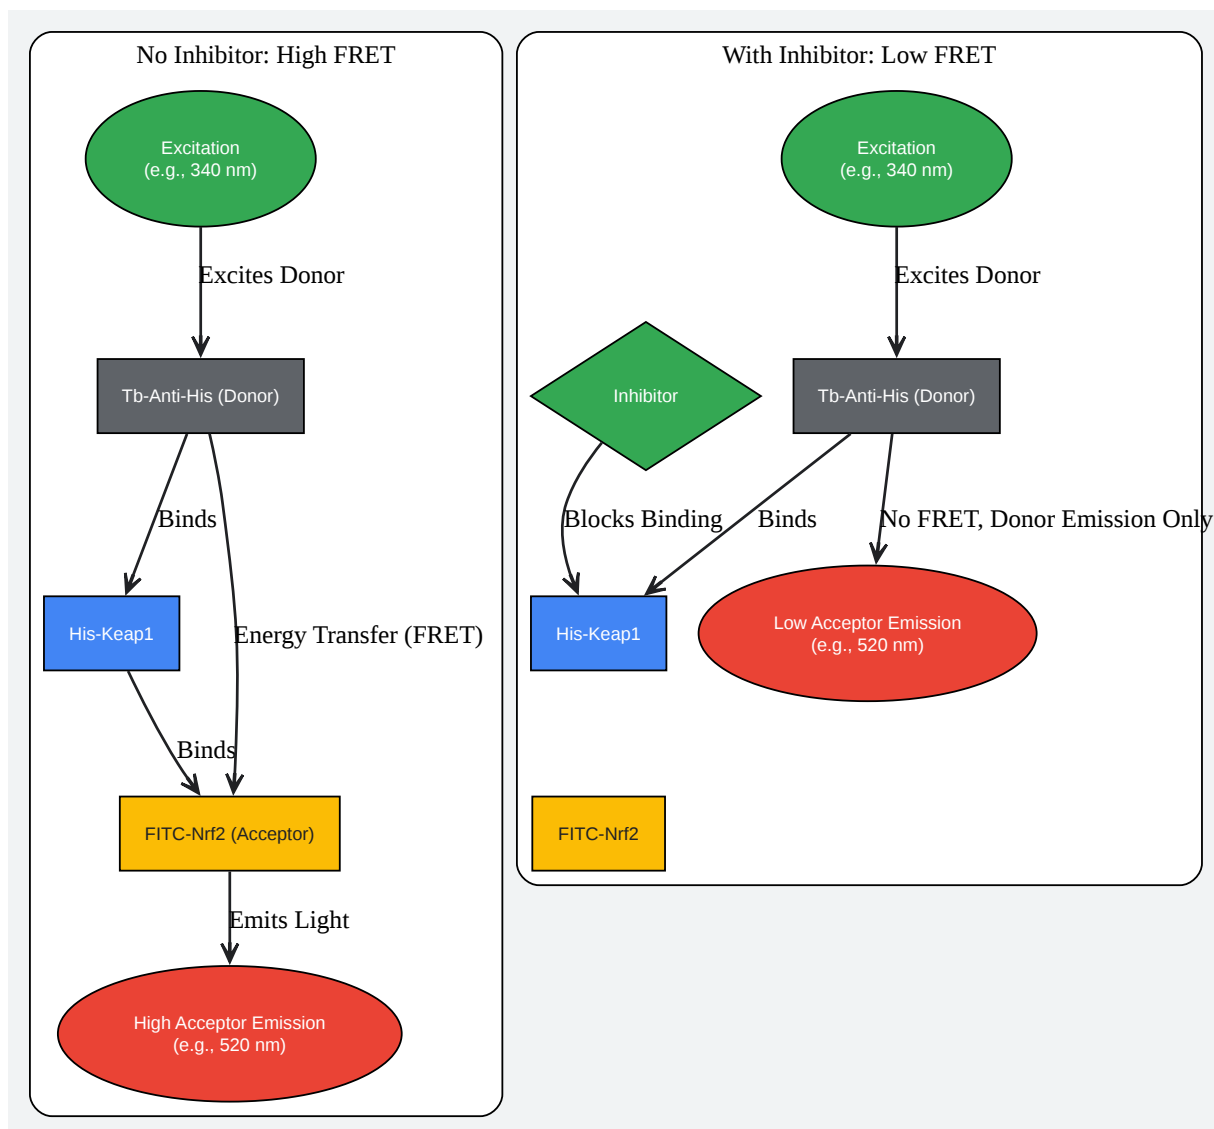 No Inhibitor: High FRET
Excitation
(e.g., 340 nm)
Excites Donor
Tb-Anti-His (Donor)
Binds
His-Keap1
Energy Transfer (FRET)
Binds
FITC-Nrf2 (Acceptor)
Emits Light
High Acceptor Emission
(e.g., 520 nm)
With Inhibitor: Low FRET
Excitation
(e.g., 340 nm)
Excites Donor
Inhibitor
Tb-Anti-His (Donor)
Blocks Binding
Binds
No FRET, Donor Emission Only
His-Keap1
Low Acceptor Emission
(e.g., 520 nm)
FITC-Nrf2